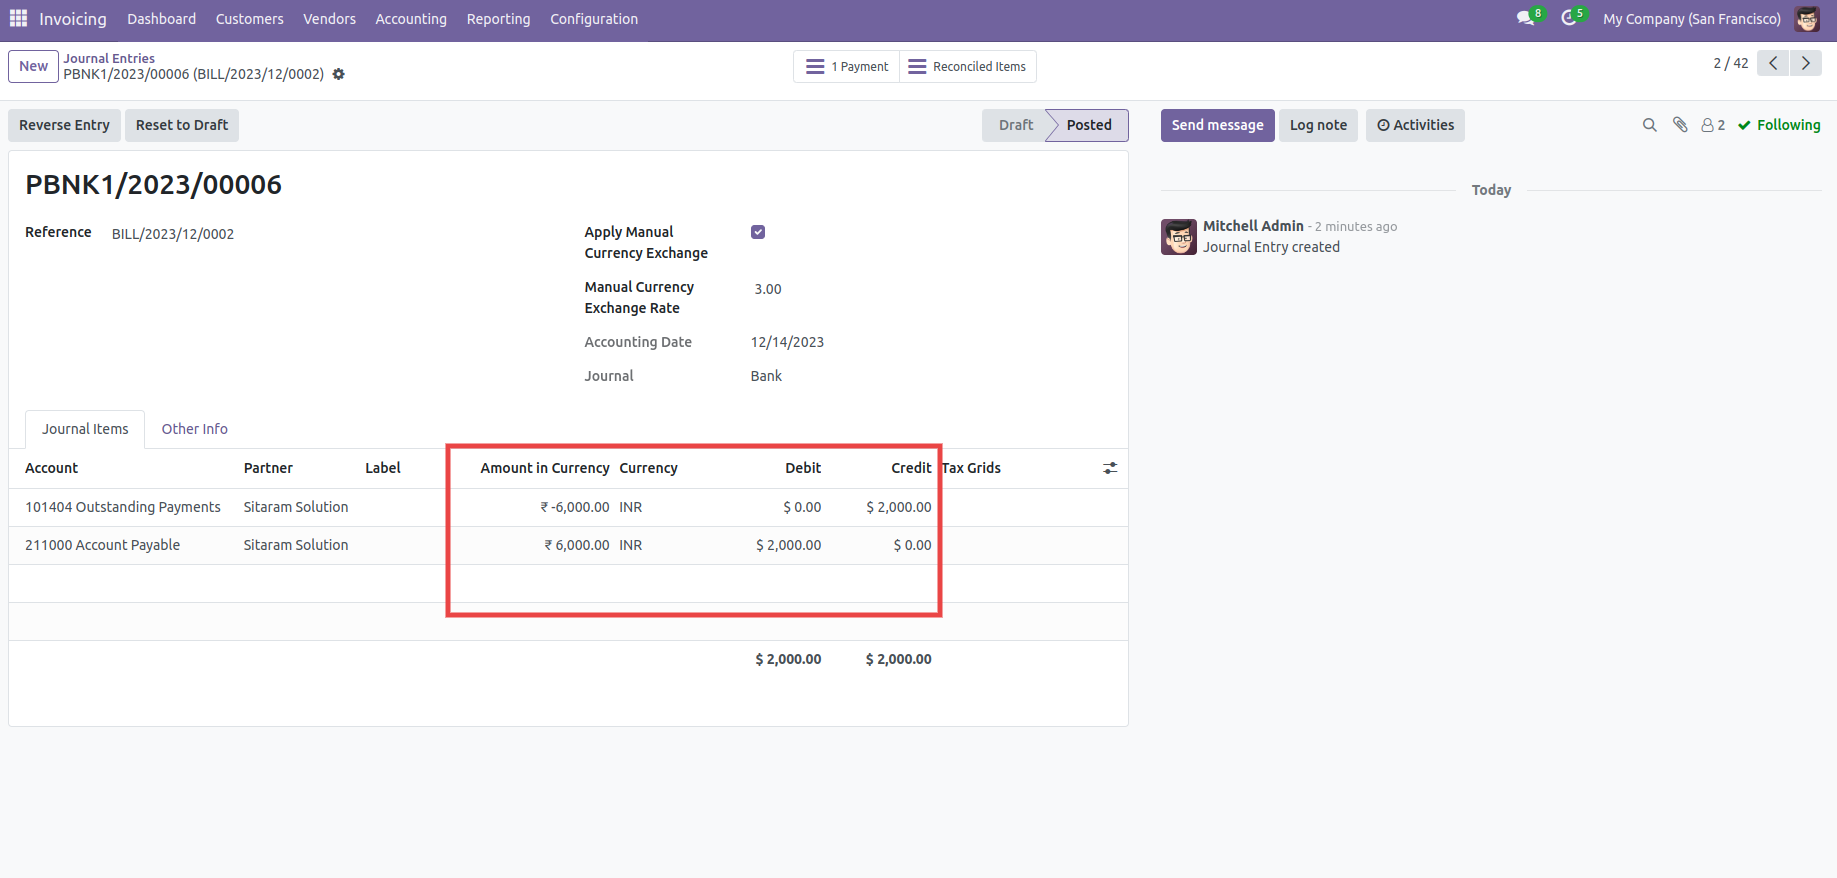 Invoicing Dashboard Customers Vendors Accounting Reporting Configuration 8 5 My Company (San Francisco)
New Journal Entries
PBNK1/2023/00006 (BILL/2023/12/0002)
1 Payment Reconciled Items
2 / 42
Reverse Entry Reset to Draft Draft Posted
Send message Log note Activities 2 Following
PBNK1/2023/00006
Reference BILL/2023/12/0002
Apply Manual
Currency Exchange
Manual Currency
Exchange Rate 3.00
Accounting Date 12/14/2023
Journal Bank
Today
Mitchell Admin - 2 minutes ago
Journal Entry created
Journal Items Other Info
Account Partner Label Amount in Currency Currency Debit Credit Tax Grids
101404 Outstanding Payments Sitaram Solution ₹ -6,000.00 INR $ 0.00 $ 2,000.00
211000 Account Payable Sitaram Solution ₹ 6,000.00 INR $ 2,000.00 $ 0.00
$ 2,000.00 $ 2,000.00